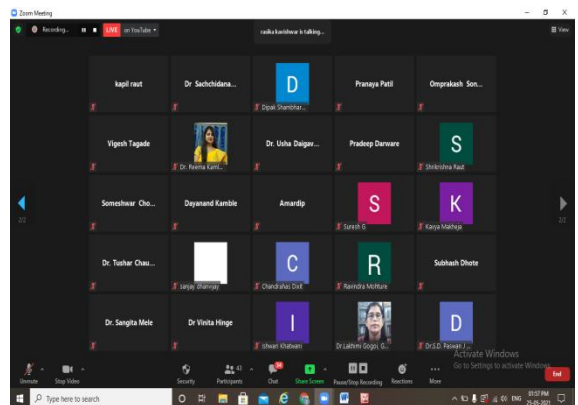 Zoom Meeting
Recording...
LIVE on YouTube
rasika kavishwar is talking...
View
kapil raut
Dr Sachchidana...
D
Dipak Shambhar...
Pranaya Patil
Omprakash Son...
Vigesh Tagade
Dr. Reema Kaml...
Dr. Usha Daigav...
Pradeep Darware
S
Shrikrishna Raut
2/2
Someshwar Cho...
Dayanand Kamble
Amardip
S
Suresh G
K
Kavya Makheja
2/2
Dr. Tushar Chau...
sanjay dhanvijay
C
Chandrahas Dixit
R
Ravindra Mohture
Subhash Dhote
Dr. Sangita Mele
Dr Vinita Hinge
I
Ishwari Khatwani
Dr.Lakhimi Gogoi, G...
D
Dr.S.D. Paswan J...
Activate Windows
Go to Settings to activate Windows.
Unmute
Stop Video
Security
Participants
43
Chat
Share Screen
Pause/Stop Recording
Reactions
More
End
Type here to search
ENG
01:57 PM
25-05-2021